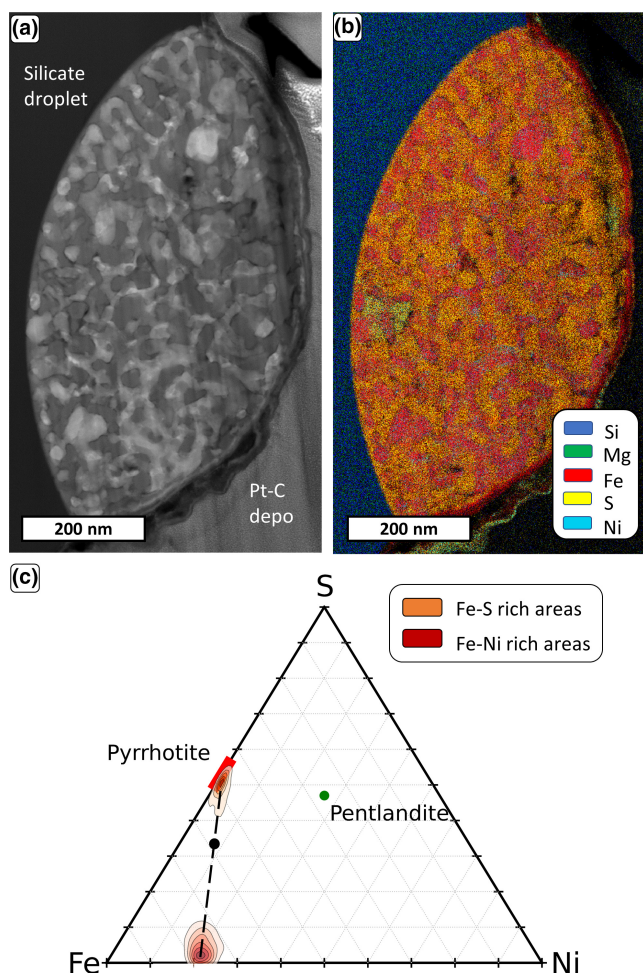 (a)
Silicate
droplet
Pt-C
depo
200 nm
(b)
Si
Mg
Fe
S
Ni
200 nm
(c)
S
Fe-S rich areas
Fe-Ni rich areas
Pyrrhotite
Pentlandite
Fe
Ni